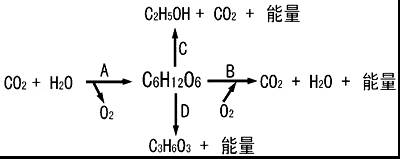 C2H5OH + CO2 + 能量
C
CO2 + H2O A C6H12O6 B CO2 + H2O + 能量
O2 D O2
C3H6O3 + 能量